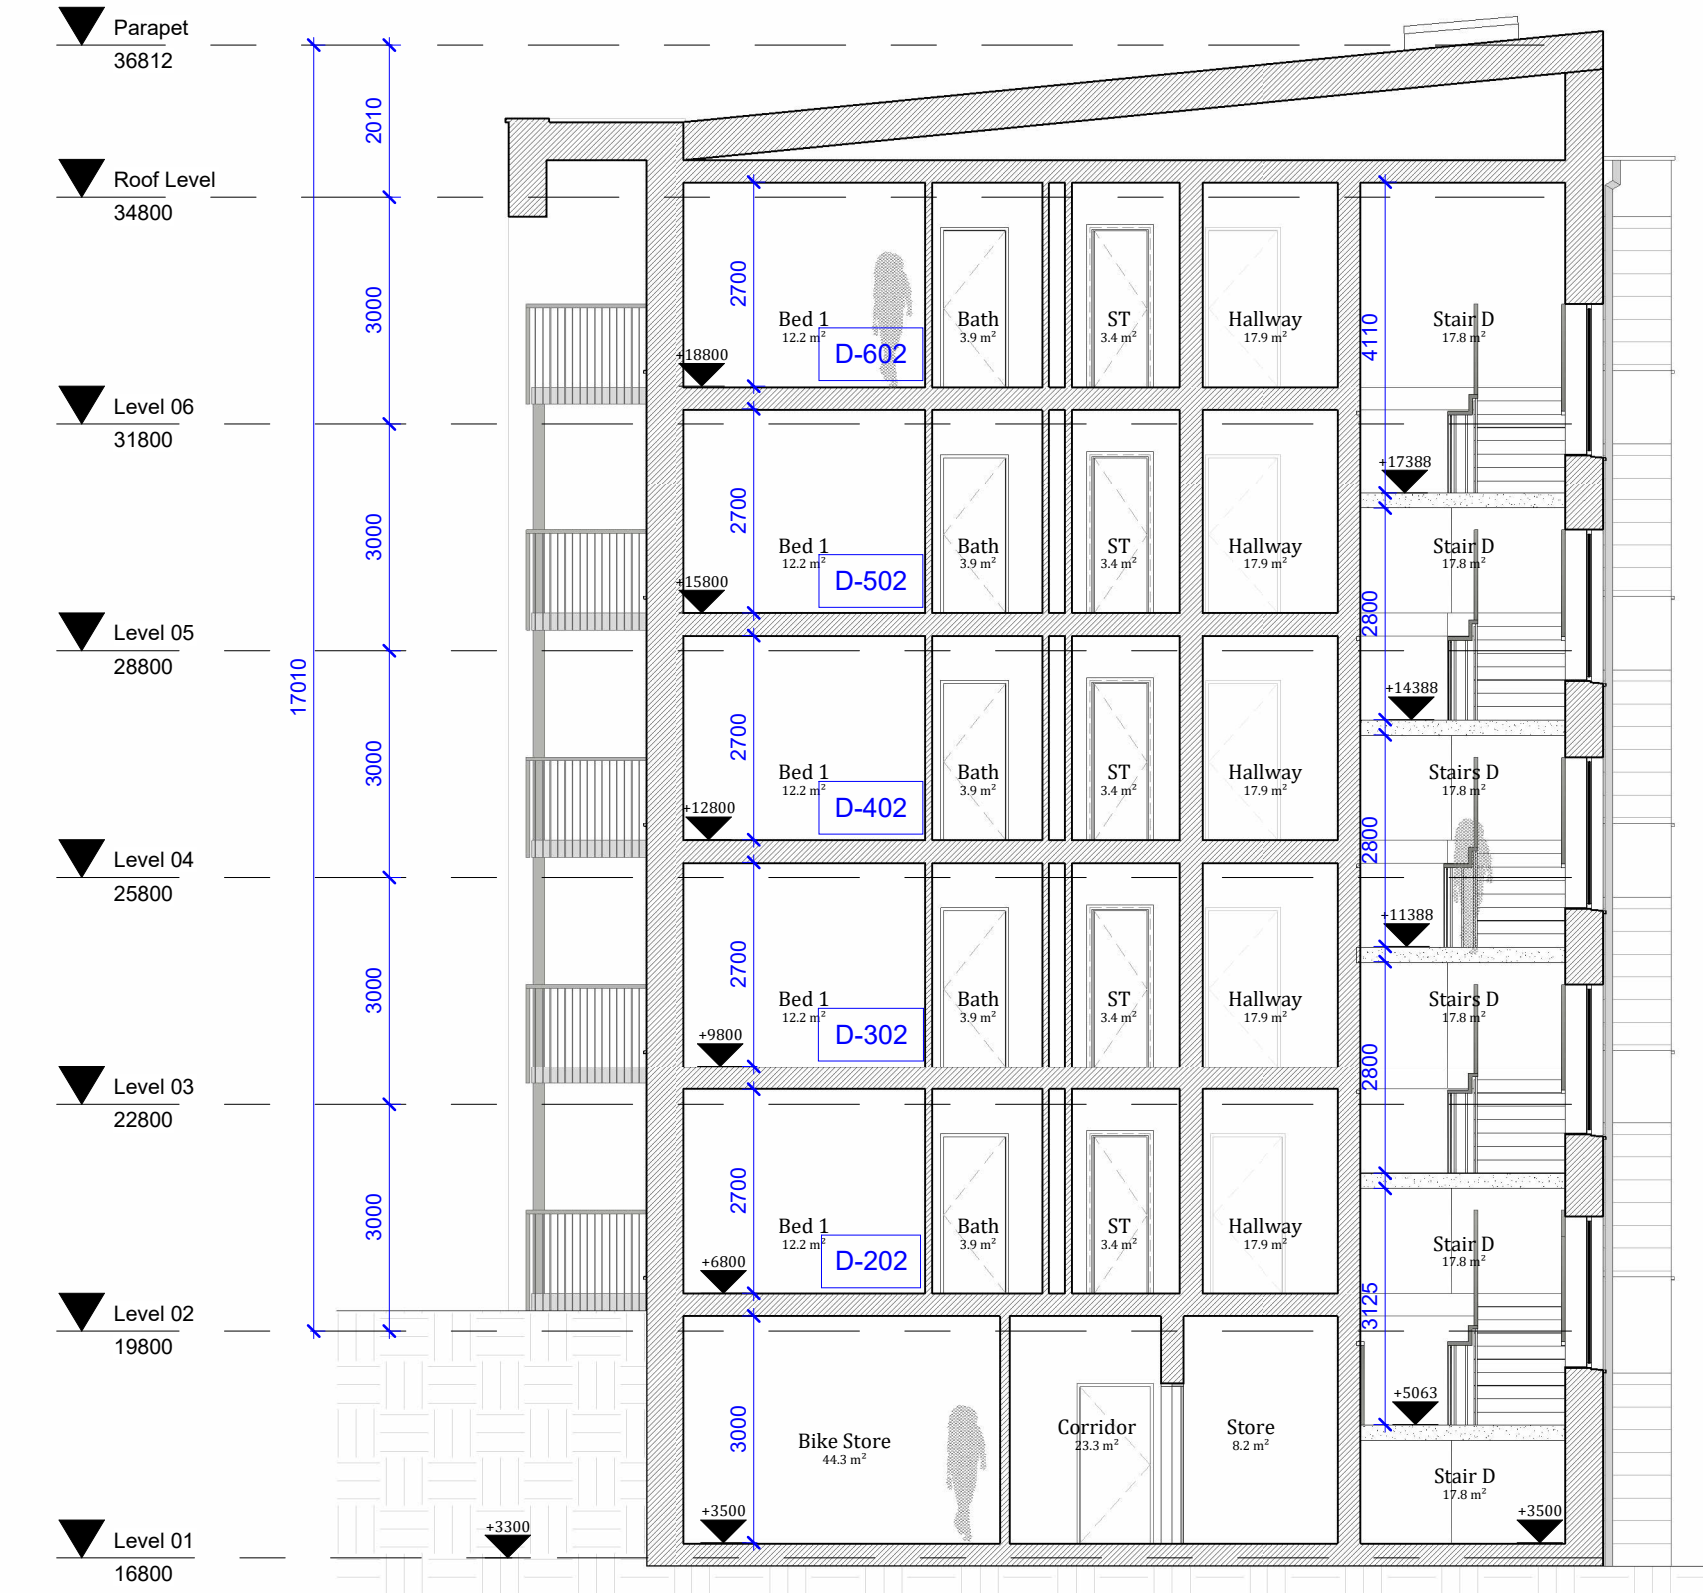 Parapet
36812
2010
Roof Level
34800
3000
2700
Bed 1
12.2 m²
D-602
+18800
Bath
3.9 m²
ST
3.4 m²
Hallway
17.9 m²
4110
Stair D
17.8 m²
Level 06
31800
+17388
3000
2700
Bed 1
12.2 m²
D-502
+15800
Bath
3.9 m²
ST
3.4 m²
Hallway
17.9 m²
Stair D
17.8 m²
2800
Level 05
28800
17010
+14388
3000
2700
Bed 1
12.2 m²
D-402
+12800
Bath
3.9 m²
ST
3.4 m²
Hallway
17.9 m²
Stairs D
17.8 m²
2800
Level 04
25800
+11388
3000
2700
Bed 1
12.2 m²
D-302
+9800
Bath
3.9 m²
ST
3.4 m²
Hallway
17.9 m²
Stairs D
17.8 m²
2800
Level 03
22800
3000
2700
Bed 1
12.2 m²
D-202
+6800
Bath
3.9 m²
ST
3.4 m²
Hallway
17.9 m²
Stair D
17.8 m²
3125
Level 02
19800
+5063
3000
Bike Store
44.3 m²
Corridor
23.3 m²
Store
8.2 m²
Stair D
17.8 m²
+3500
+3500
+3300
Level 01
16800